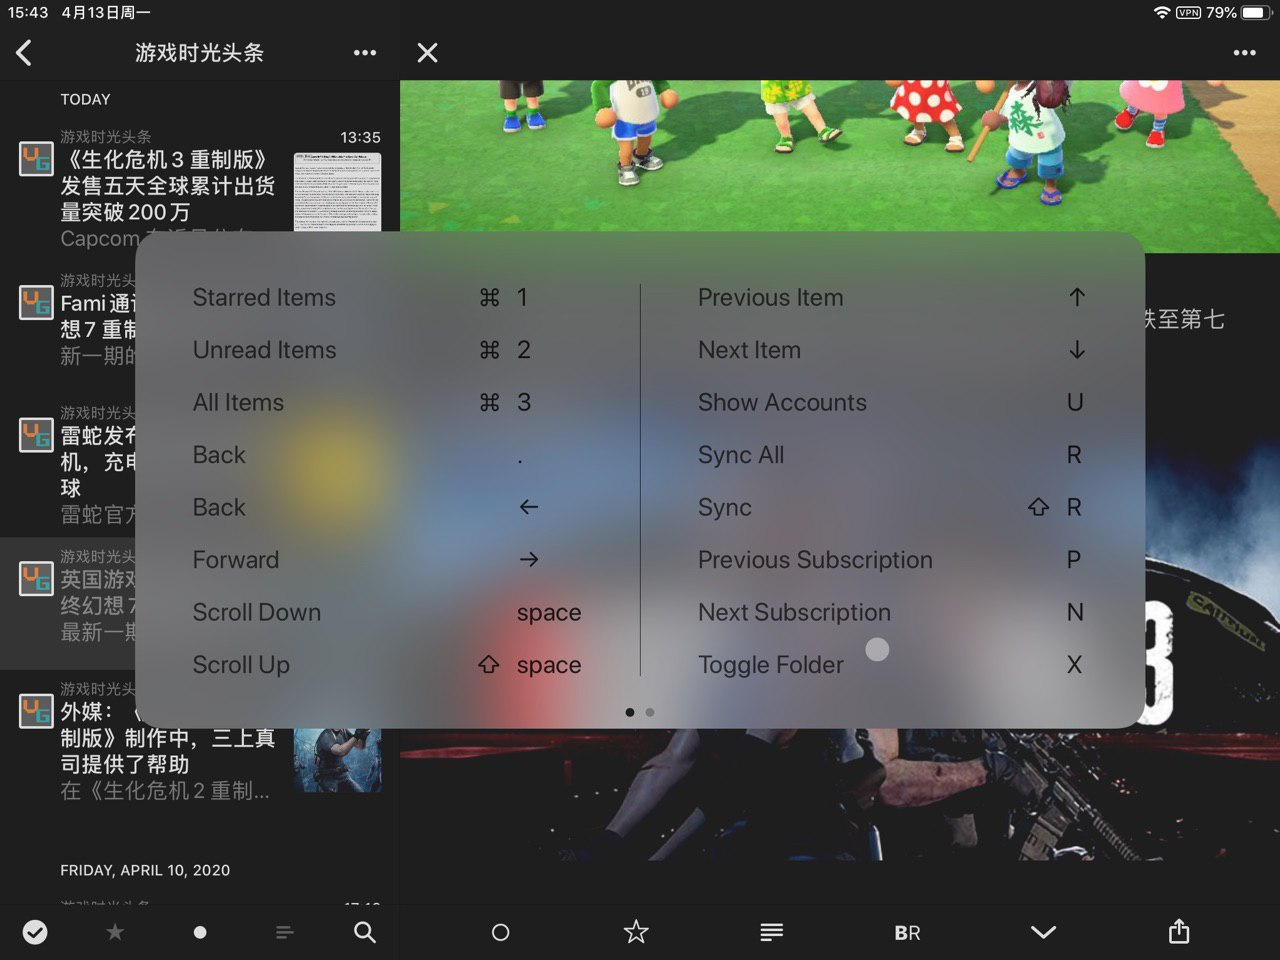 15:43 4月13日周一
VPN 79%
游戏时光头条
TODAY
游戏时光头条 13:35
《生化危机3 重制版》
发售五天全球累计出货
量突破 200 万
Capcom
游戏时光头
Fami 通
想7 重制
新一期的
游戏时光头
雷蛇发布
机，充电
球
雷蛇官方
游戏时光头
英国游戏
终幻想 7
最新一期
游戏时光头
外媒：《
制版》制作中，三上真
司提供了帮助
在《生化危机 2 重制...
FRIDAY, APRIL 10, 2020
Starred Items ⌘ 1
Unread Items ⌘ 2
All Items ⌘ 3
Back .
Back ←
Forward →
Scroll Down space
Scroll Up ⇧ space
Previous Item ↑
Next Item ↓
Show Accounts U
Sync All R
Sync ⇧ R
Previous Subscription P
Next Subscription N
Toggle Folder X
跌至第七
森
3
BR